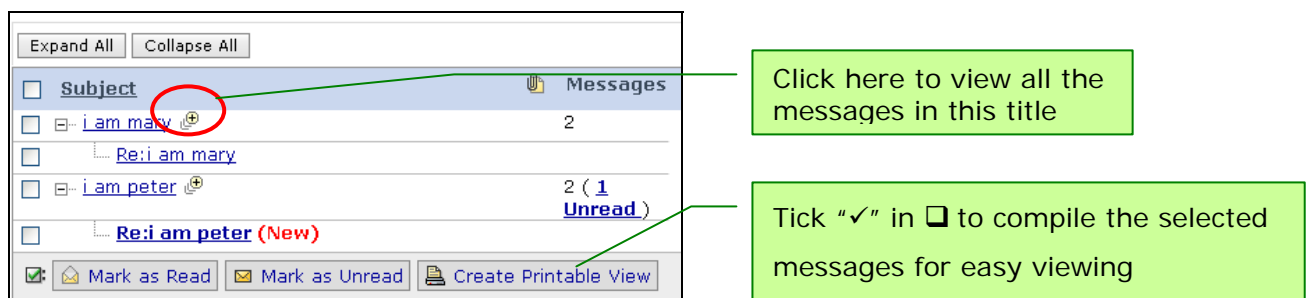 Expand All Collapse All
Subject Messages
i am mary 2
Re:i am mary
i am peter 2 ( 1
Unread )
Re:i am peter (New)
Mark as Read Mark as Unread Create Printable View
Click here to view all the
messages in this title
Tick "✓" in ❑ to compile the selected
messages for easy viewing